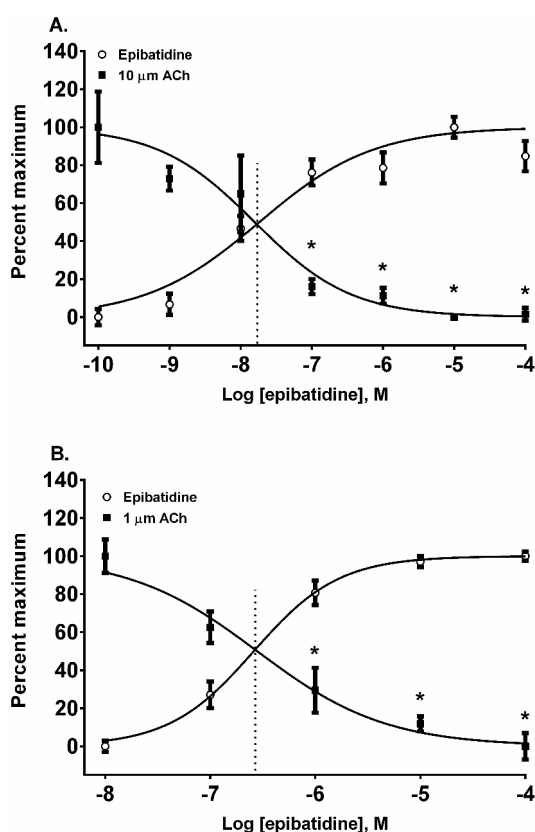 A.
140
120
100
80
60
40
20
0
Percent maximum
Epibatidine
10 μm ACh
*
*
*
*
-10 -9 -8 -7 -6 -5 -4
Log [epibatidine], M
B.
140
120
100
80
60
40
20
0
Percent maximum
Epibatidine
1 μm ACh
*
*
*
-8 -7 -6 -5 -4
Log [epibatidine], M